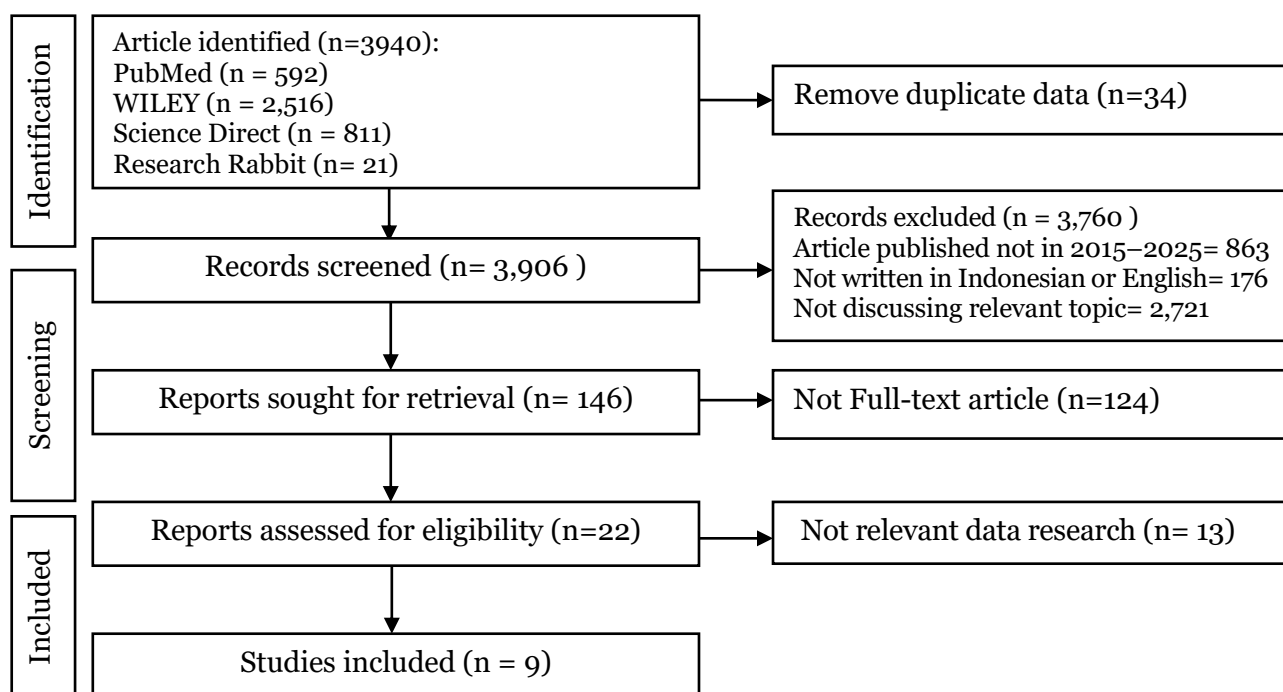 Identification
Article identified (n=3940):
PubMed (n = 592)
WILEY (n = 2,516)
Science Direct (n = 811)
Research Rabbit (n= 21)
Remove duplicate data (n=34)
Records screened (n= 3,906 )
Records excluded (n = 3,760 )
Article published not in 2015–2025= 863
Not written in Indonesian or English= 176
Not discussing relevant topic= 2,721
Screening
Reports sought for retrieval (n= 146)
Not Full-text article (n=124)
Reports assessed for eligibility (n=22)
Not relevant data research (n= 13)
Included
Studies included (n = 9)